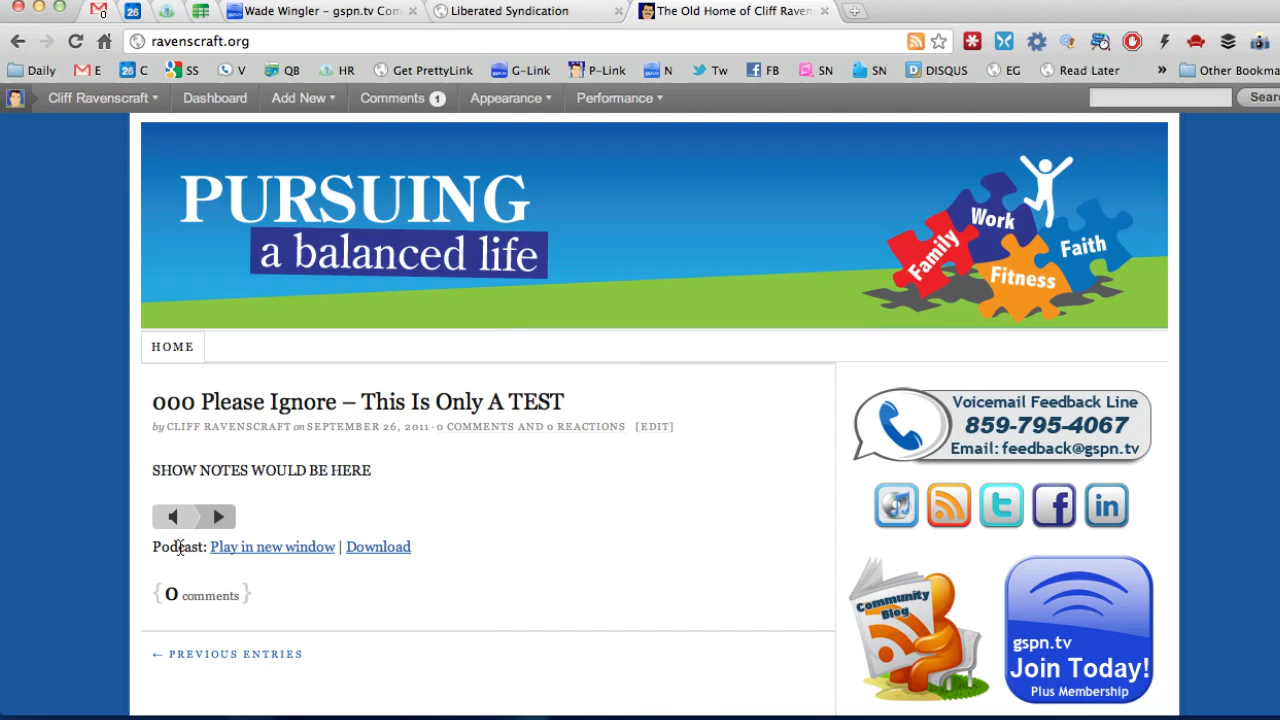 0
26
Wade Wingler – gspn.tv Com
Liberated Syndication
The Old Home of Cliff Raven
ravenscraft.org
Daily
E
26
C
SS
V
QB
HR
Get PrettyLink
G-Link
P-Link
N
Tw
FB
SN
SN
DISQUS
EG
Read Later
»
Other Bookma
Cliff Ravenscraft
Dashboard
Add New
Comments 1
Appearance
Performance
Sear
PURSUING
a balanced life
Family
Work
Fitness
Faith
HOME
000 Please Ignore – This Is Only A TEST
by CLIFF RAVENSCRAFT on SEPTEMBER 26, 2011 · 0 COMMENTS AND 0 REACTIONS [EDIT]
SHOW NOTES WOULD BE HERE
Podcast: Play in new window | Download
{ 0 comments }
← PREVIOUS ENTRIES
Voicemail Feedback Line
859-795-4067
Email: feedback@gspn.tv
Community
Blog
gspn.tv
Join Today!
Plus Membership